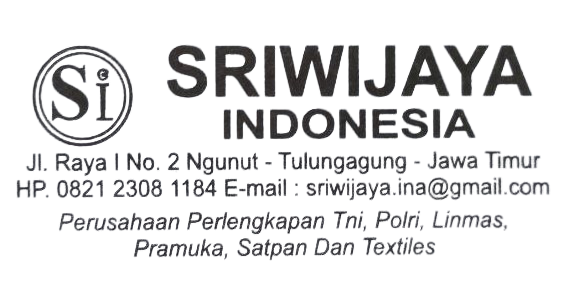 Si
SRIWIJAYA
INDONESIA
Jl. Raya I No. 2 Ngunut - Tulungagung - Jawa Timur
HP. 0821 2308 1184 E-mail : sriwijaya.ina@gmail.com
Perusahaan Perlengkapan Tni, Polri, Linmas,
Pramuka, Satpan Dan Textiles